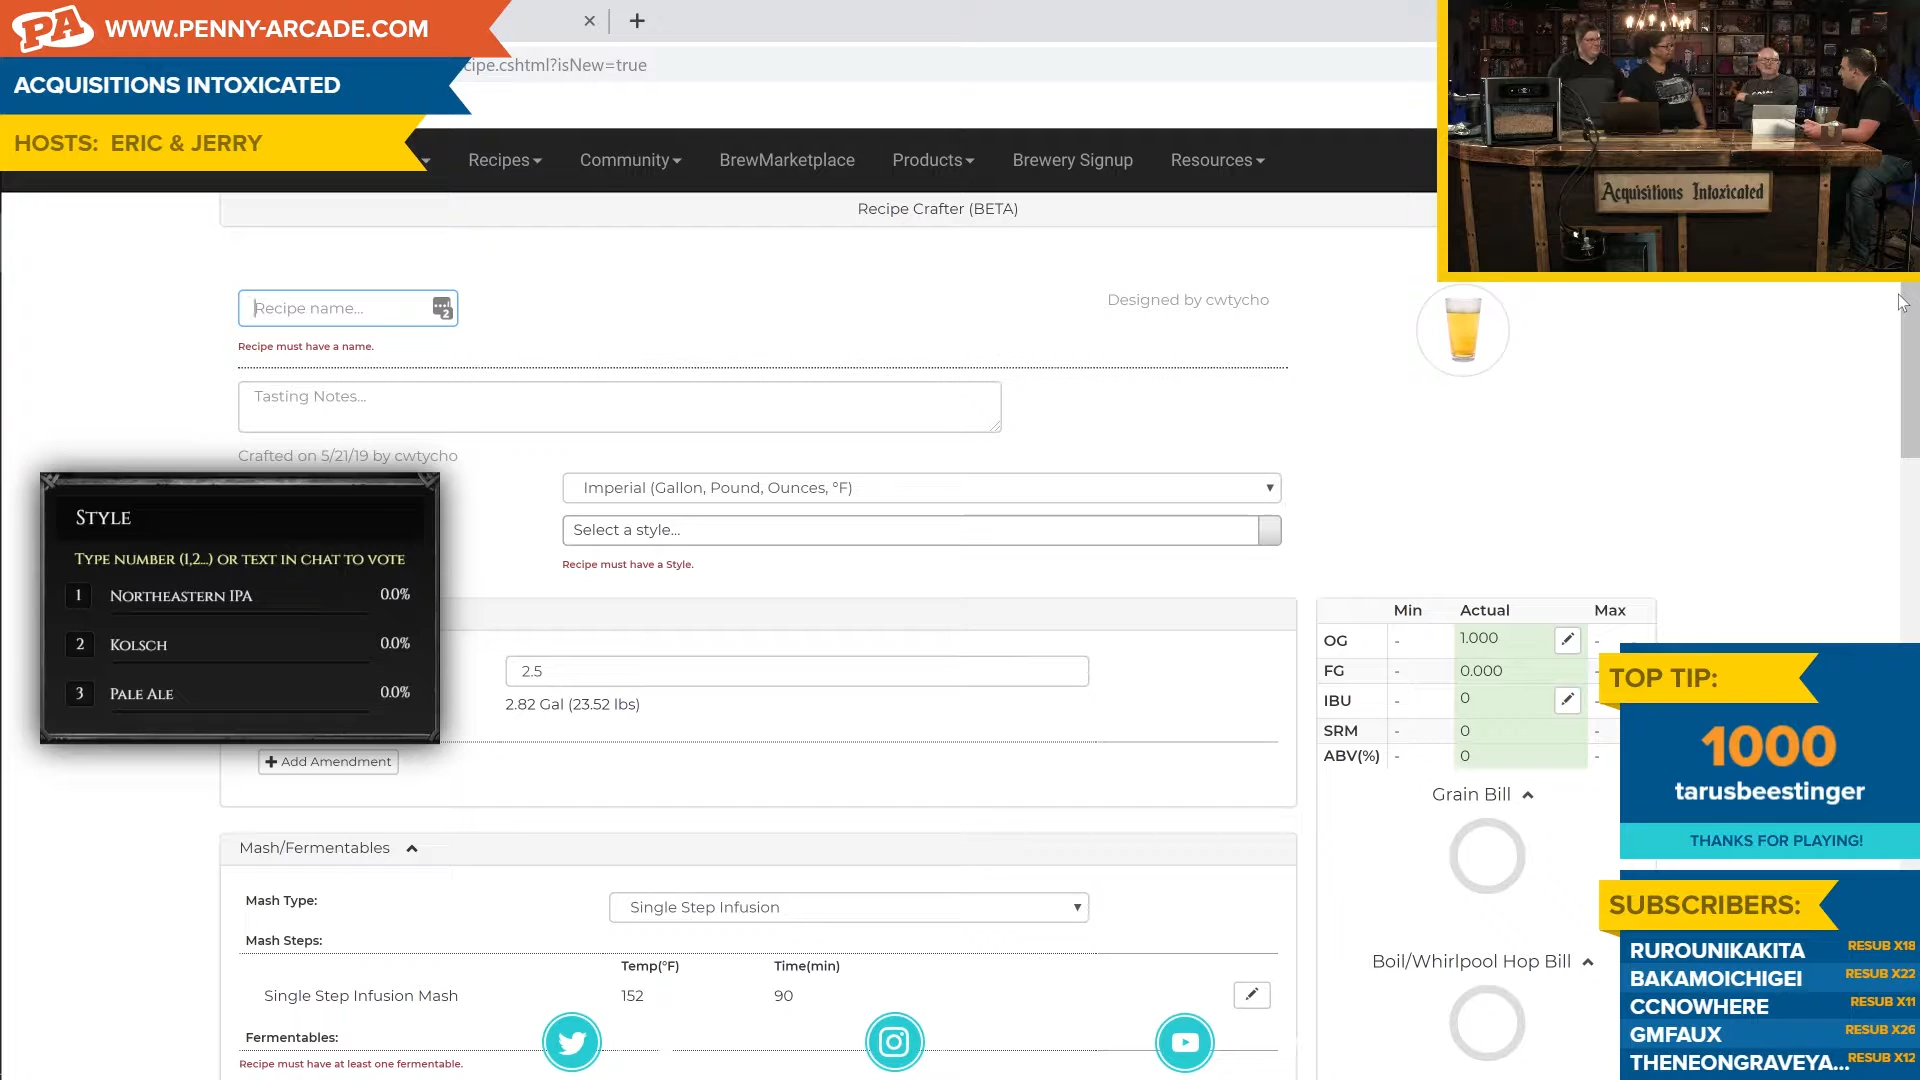 PA WWW.PENNY-ARCADE.COM
ACQUISITIONS INTOXICATED
HOSTS: ERIC & JERRY
cipe.cshtml?isNew=true
Recipes
Community
BrewMarketplace
Products
Brewery Signup
Resources
Acquisitions Intoxicated
Recipe Crafter (BETA)
Recipe name...
2
Designed by cwtycho
Recipe must have a name.
Tasting Notes...
Crafted on 5/21/19 by cwtycho
Imperial (Gallon, Pound, Ounces, °F)
Select a style...
Recipe must have a Style.
STYLE
TYPE NUMBER (1,2...) OR TEXT IN CHAT TO VOTE
1 NORTHEASTERN IPA 0.0%
2 KOLSCH 0.0%
3 PALE ALE 0.0%
2.5
2.82 Gal (23.52 lbs)
Add Amendment
Min Actual Max
OG - 1.000 -
FG - 0.000
IBU - 0
SRM - 0
ABV(%) - 0 -
Grain Bill
Boil/Whirlpool Hop Bill
Mash/Fermentables
Mash Type:
Single Step Infusion
Mash Steps:
Temp(°F) Time(min)
Single Step Infusion Mash 152 90
Fermentables:
Recipe must have at least one fermentable.
TOP TIP:
1000
tarusbeestinger
THANKS FOR PLAYING!
SUBSCRIBERS:
RUROUNIKAKITA RESUB X18
BAKAMOICHIGEI RESUB X22
CCNOWHERE RESUB X11
GMFAUX RESUB X26
THENEONGRAVEYA... RESUB X12